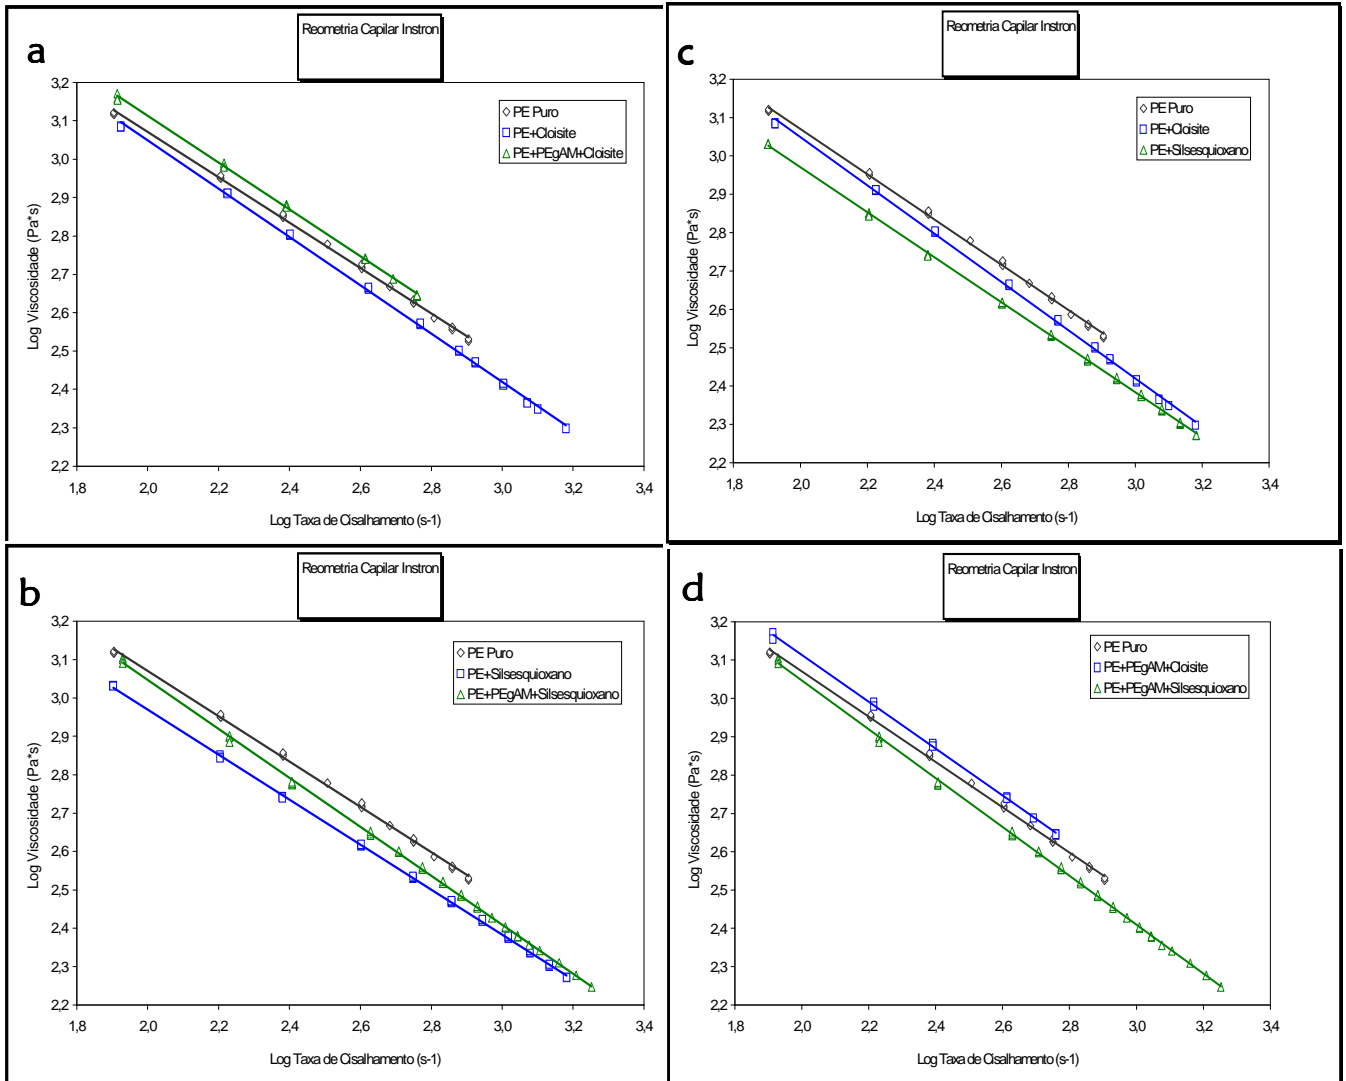 a
Reometria Capilar Instron
3,2
3,1
3,0
2,9
2,8
2,7
2,6
2,5
2,4
2,3
2,2
Log Viscosidade (Pa*s)
PE Puro
PE+Cloisite
PE+PEgAM+Cloisite
1,8 2,0 2,2 2,4 2,6 2,8 3,0 3,2 3,4
Log Taxa de Cisalhamento (s-1)
c
Reometria Capilar Instron
3,2
3,1
3,0
2,9
2,8
2,7
2,6
2,5
2,4
2,3
2,2
Log Viscosidade (Pa*s)
PE Puro
PE+Cloisite
PE+Silsesquioxano
1,8 2,0 2,2 2,4 2,6 2,8 3,0 3,2 3,4
Log Taxa de Cisalhamento (s-1)
b
Reometria Capilar Instron
3,2
3,1
3,0
2,9
2,8
2,7
2,6
2,5
2,4
2,3
2,2
Log Viscosidade (Pa*s)
PE Puro
PE+Silsesquioxano
PE+PEgAM+Silsesquioxano
1,8 2,0 2,2 2,4 2,6 2,8 3,0 3,2 3,4
Log Taxa de Cisalhamento (s-1)
d
Reometria Capilar Instron
3,2
3,1
3,0
2,9
2,8
2,7
2,6
2,5
2,4
2,3
2,2
Log Viscosidade (Pa*s)
PE Puro
PE+PEgAM+Cloisite
PE+PEgAM+Silsesquioxano
1,8 2,0 2,2 2,4 2,6 2,8 3,0 3,2 3,4
Log Taxa de Cisalhamento (s-1)